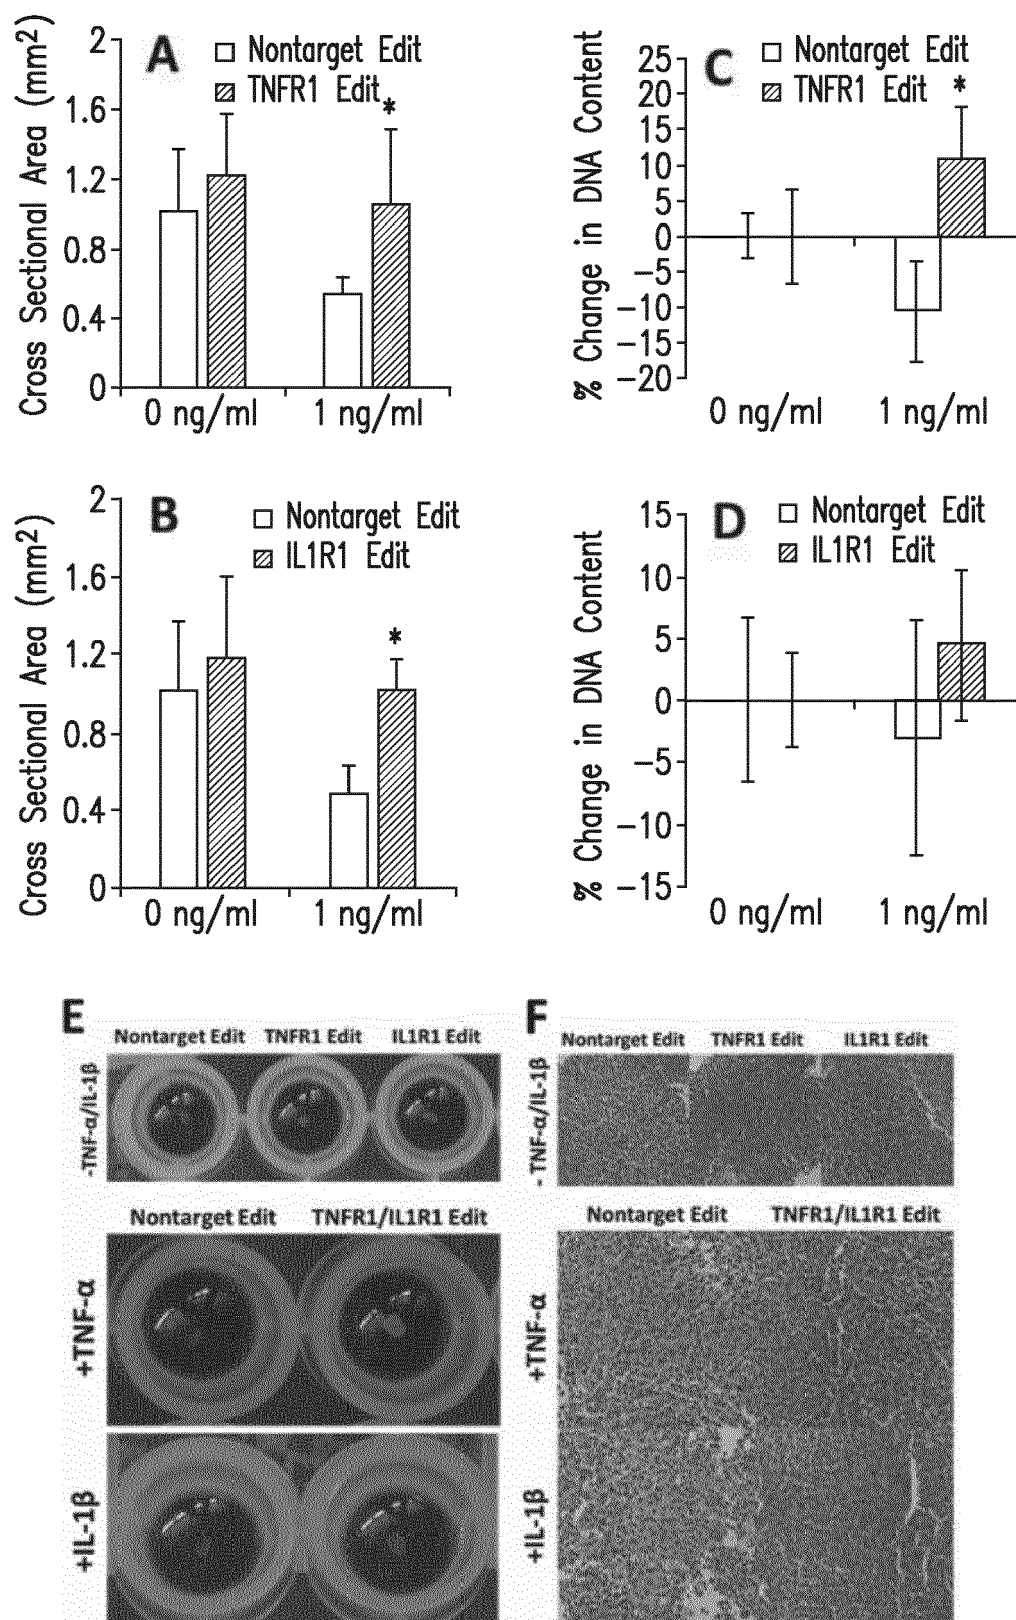 A
Nontarget Edit
TNFR1 Edit
*
Cross Sectional Area (mm²)
2
1.6
1.2
0.8
0.4
0
0 ng/ml
1 ng/ml
C
Nontarget Edit
TNFR1 Edit
*
% Change in DNA Content
25
20
15
10
5
0
−5
−10
−15
−20
0 ng/ml
1 ng/ml
B
Nontarget Edit
IL1R1 Edit
*
Cross Sectional Area (mm²)
2
1.6
1.2
0.8
0.4
0
0 ng/ml
1 ng/ml
D
Nontarget Edit
IL1R1 Edit
% Change in DNA Content
15
10
5
0
−5
−10
−15
0 ng/ml
1 ng/ml
E
Nontarget Edit TNFR1 Edit IL1R1 Edit
-TNF-α/IL-1β
Nontarget Edit TNFR1/IL1R1 Edit
+TNF-α
+IL-1β
F
Nontarget Edit TNFR1 Edit IL1R1 Edit
- TNF-α/IL-1β
Nontarget Edit TNFR1/IL1R1 Edit
+TNF-α
+IL-1β